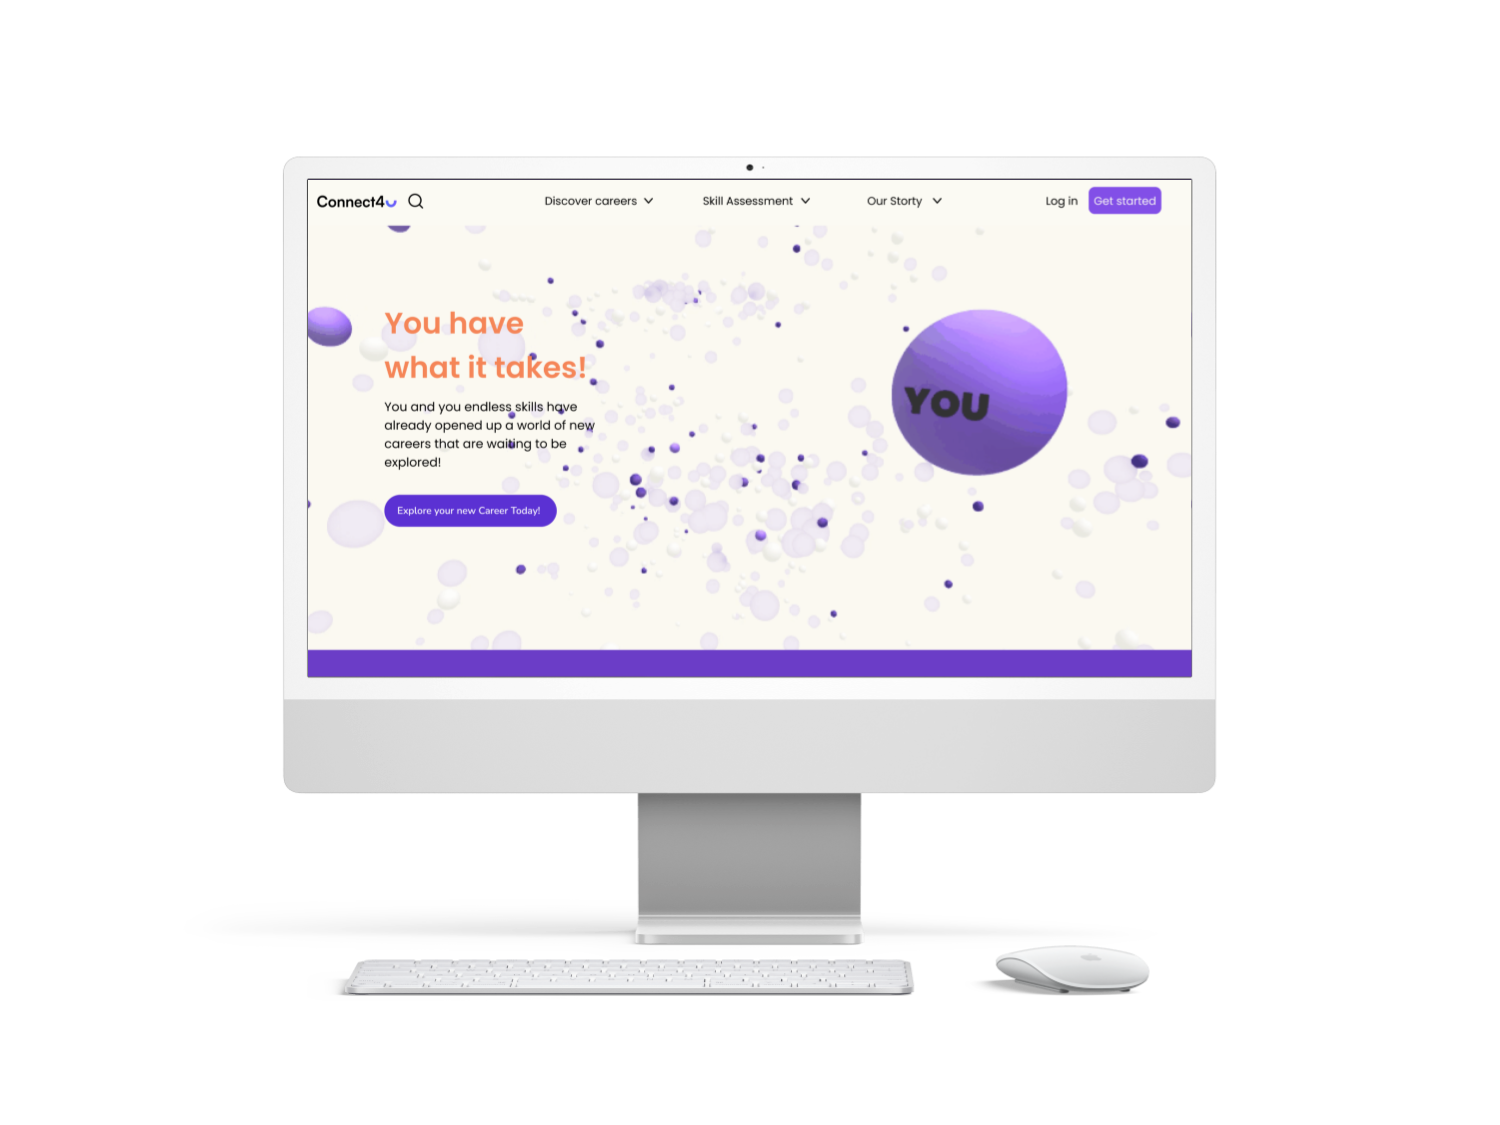 Connect4u
Discover careers
Skill Assessment
Our Storty
Log in
Get started
You have
what it takes!
You and you endless skills have
already opened up a world of new
careers that are waiting to be
explored!
Explore your new Career Today!
YOU